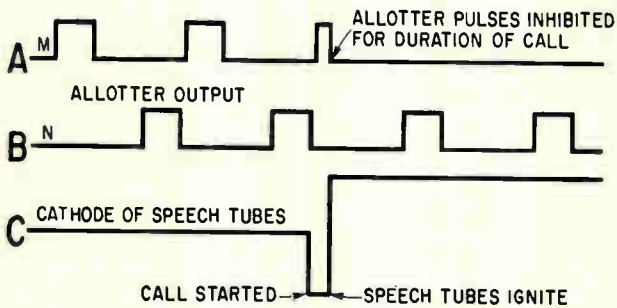 ALLOTTER PULSES INHIBITED
FOR DURATION OF CALL
A M
ALLOTTER OUTPUT
B N
CATHODE OF SPEECH TUBES
C
CALL STARTED
SPEECH TUBES IGNITE